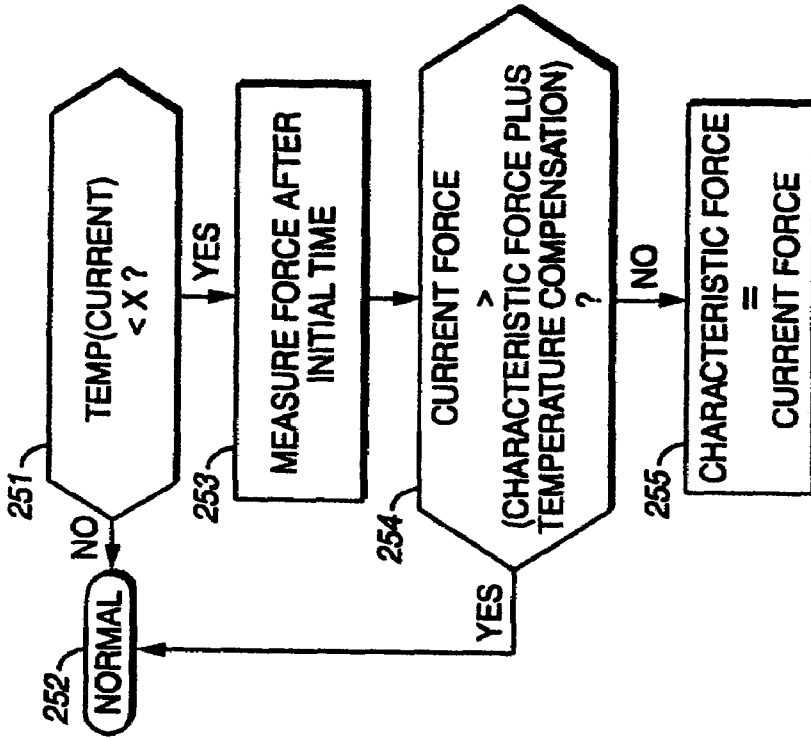 251
TEMP(CURRENT)
< X ?
NO
252
NORMAL
YES
253
MEASURE FORCE AFTER
INITIAL TIME
254
CURRENT FORCE
>
(CHARACTERISTIC FORCE PLUS
TEMPERATURE COMPENSATION)
?
YES
NO
255
CHARACTERISTIC FORCE
=
CURRENT FORCE